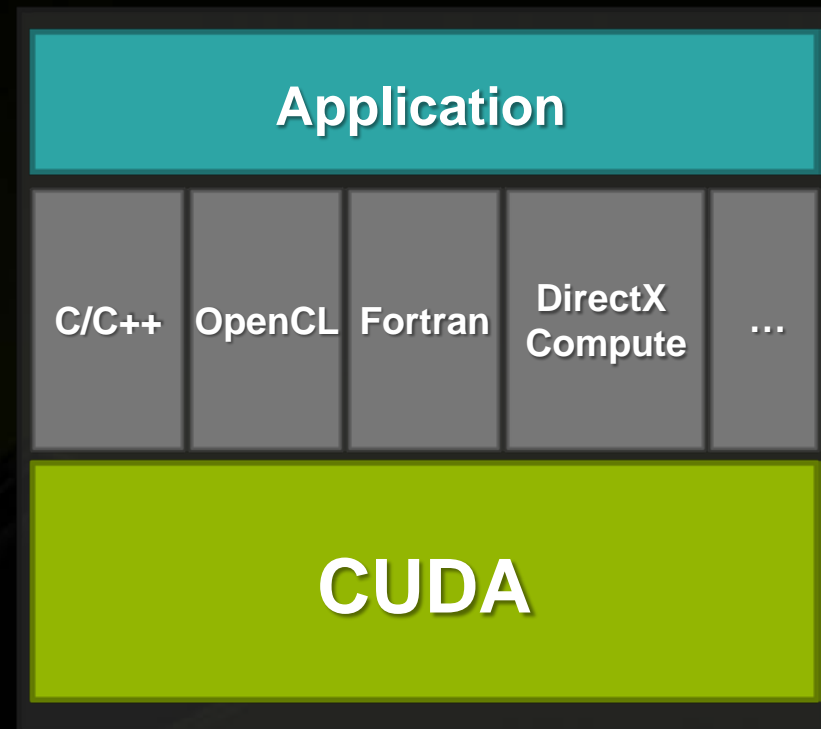 Application
C/C++
OpenCL
Fortran
DirectX
Compute
…
CUDA